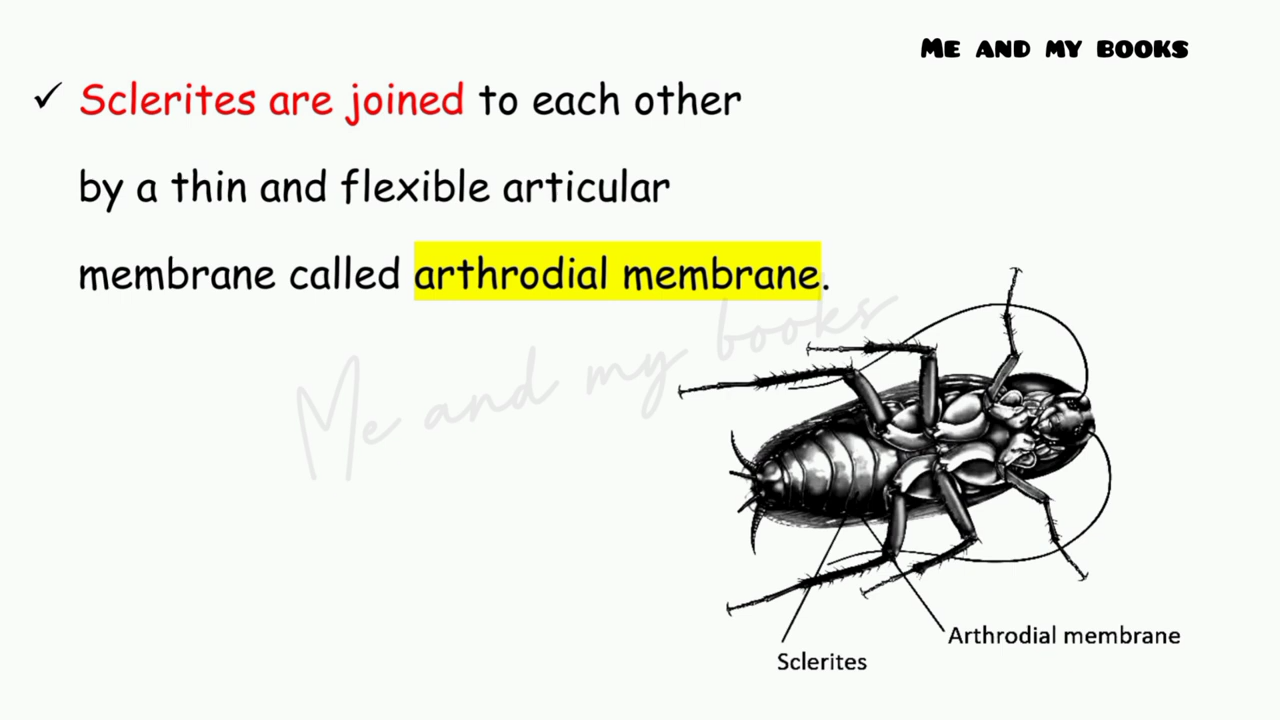 Me and my books
✓ Sclerites are joined to each other
by a thin and flexible articular
membrane called arthrodial membrane.
Me and my books
Arthrodial membrane
Sclerites